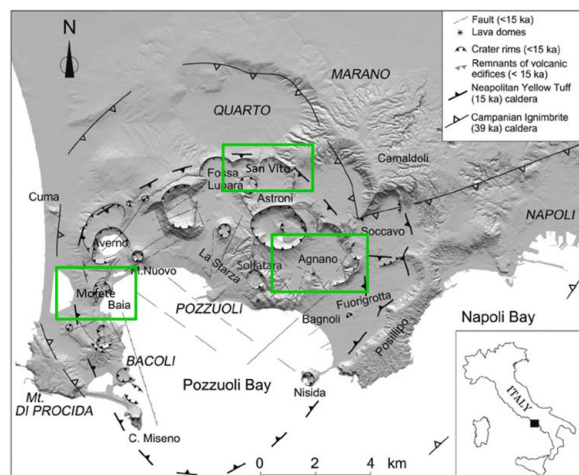 N
Fault (<15 ka)
Lava domes
Crater rims (<15 ka)
Remnants of volcanic
edifices (< 15 ka)
Neapolitan Yellow Tuff
(15 ka) caldera
Campanian Ignimbrite
(39 ka) caldera
MARANO
QUARTO
San Vito
Camaldoli
Fossa
Lupara
Cuma
Astroni
NAPOLI
Soccavo
Averno
La Starza
Agnano
M.Nuovo
Solfatara
Mofete
Baia
POZZUOLI
Fuorigrotta
Bagnoli
Posillipo
Napoli Bay
BACOLI
Pozzuoli Bay
Mt.
DI PROCIDA
Nisida
ITALY
C. Miseno
0 2 4 km